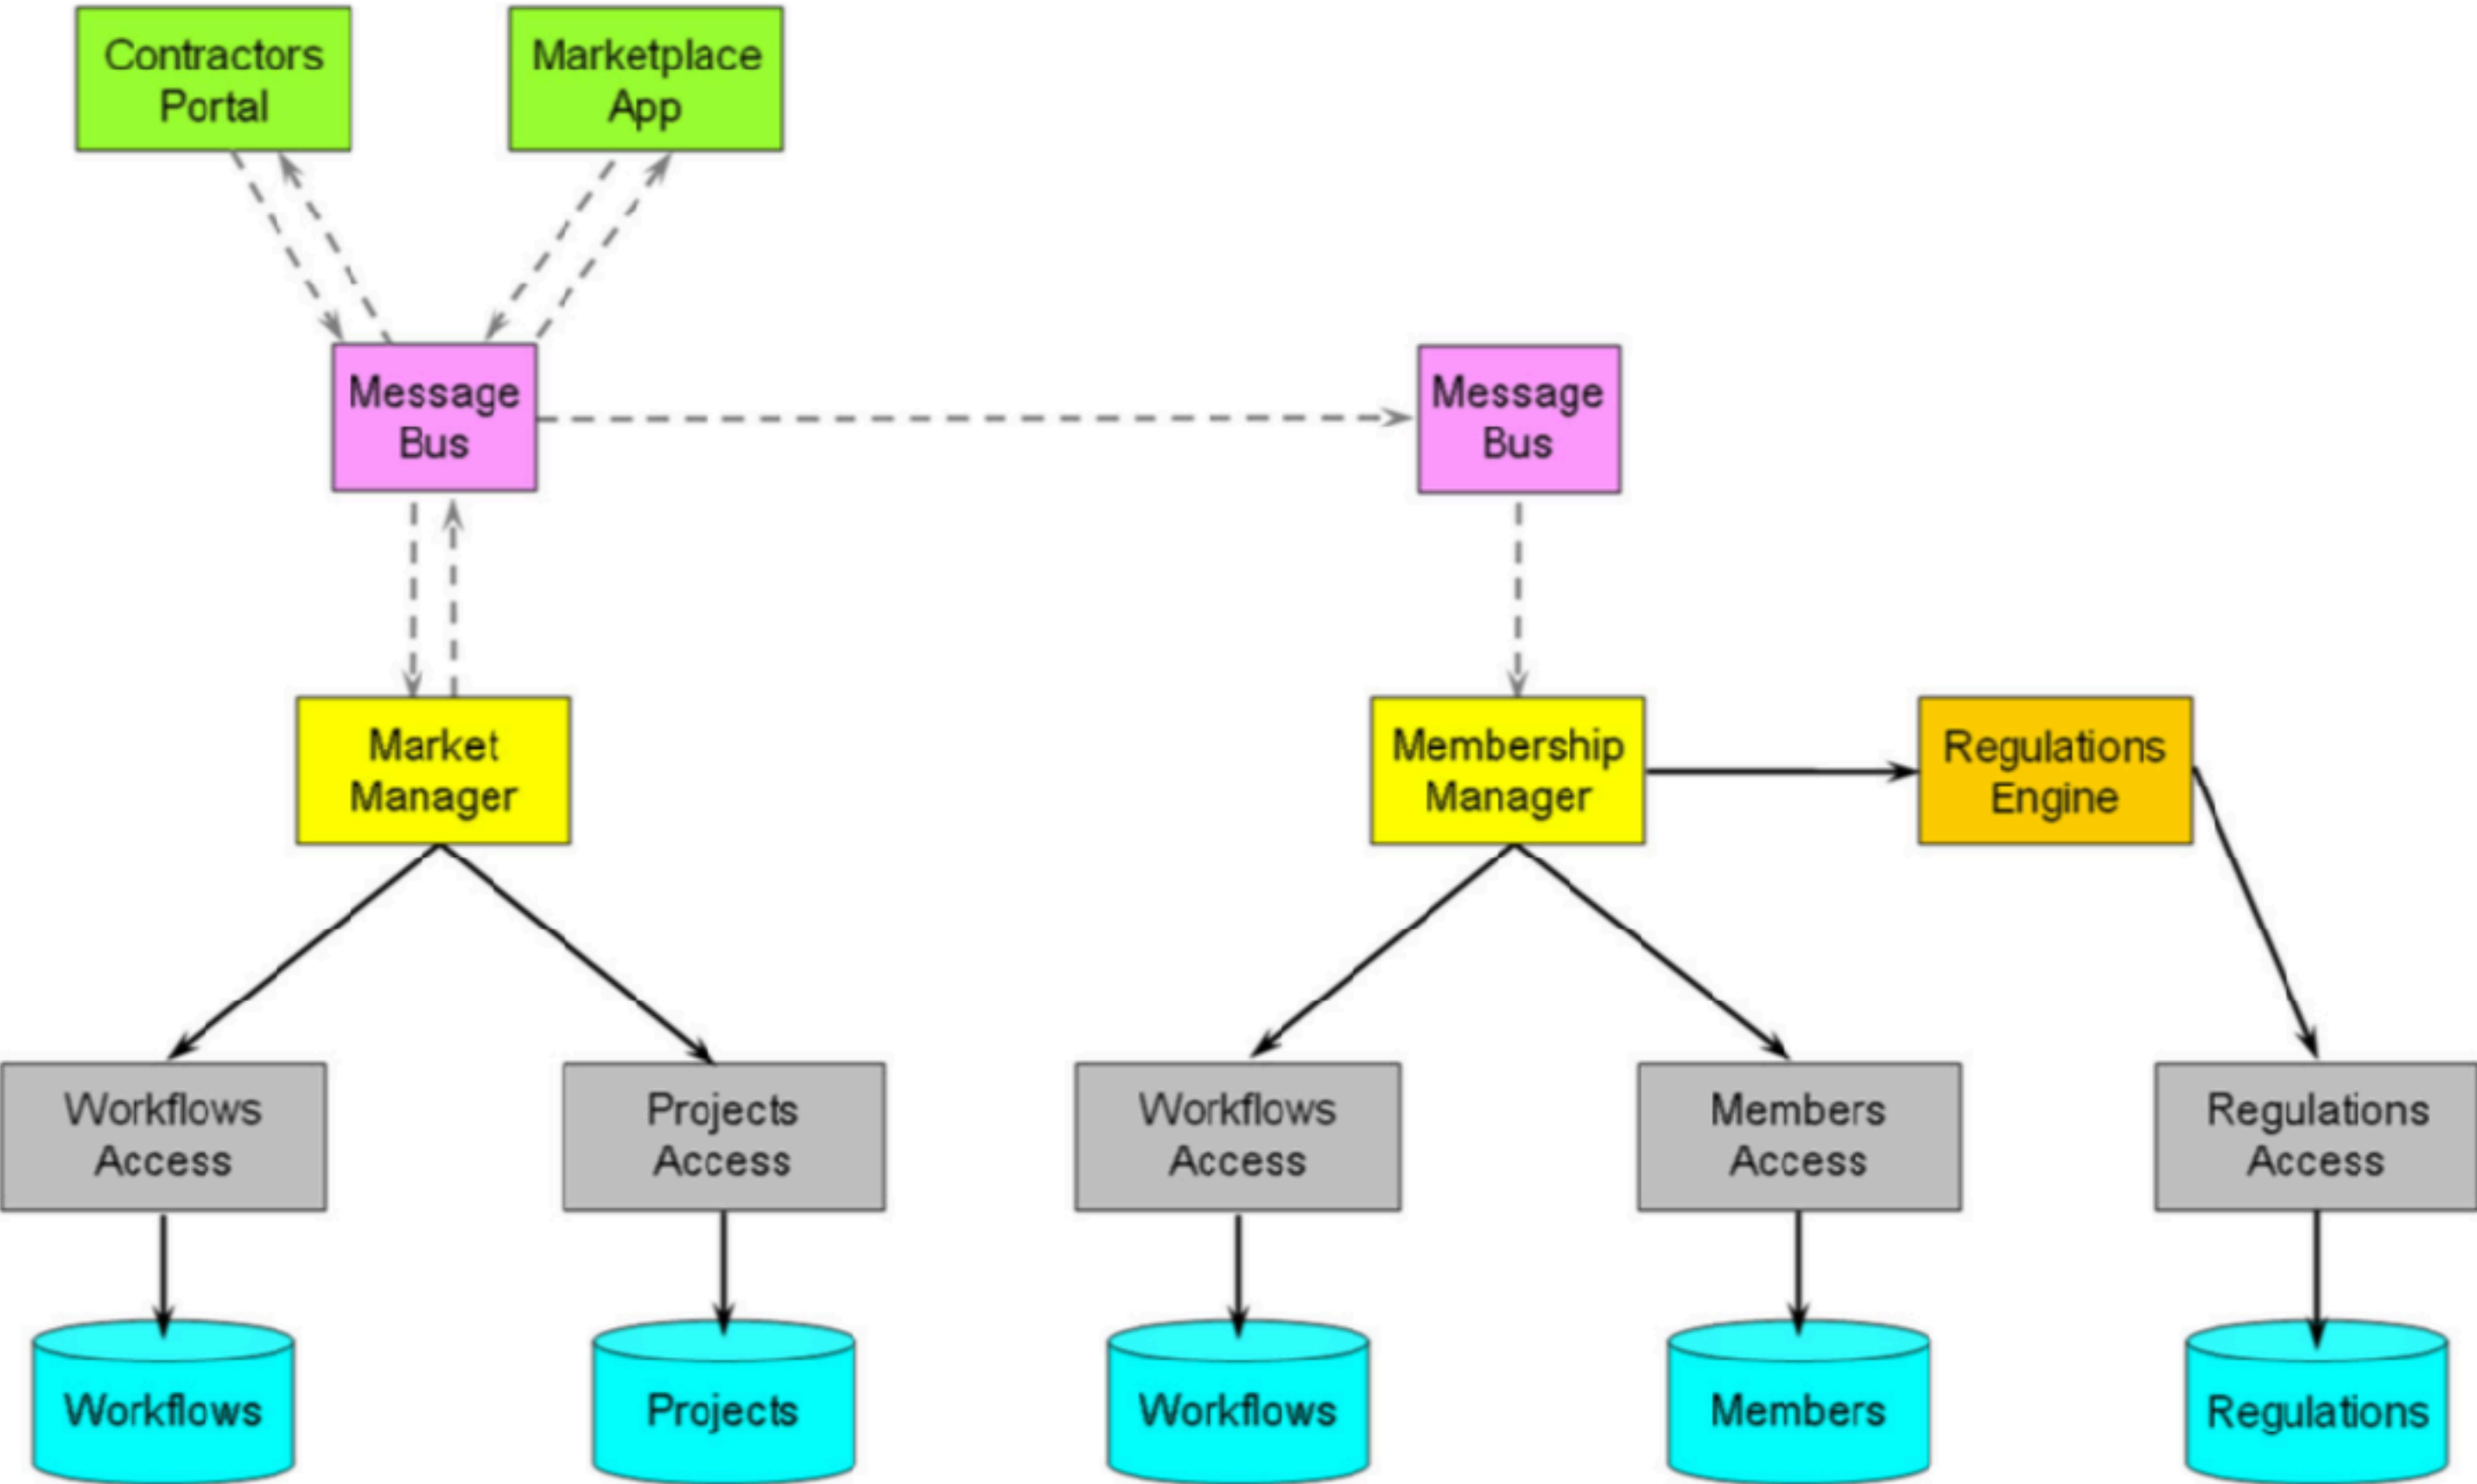 Contractors
Portal
Marketplace
App
Message
Bus
Message
Bus
Market
Manager
Membership
Manager
Regulations
Engine
Workflows
Access
Projects
Access
Workflows
Access
Members
Access
Regulations
Access
Workflows
Projects
Workflows
Members
Regulations